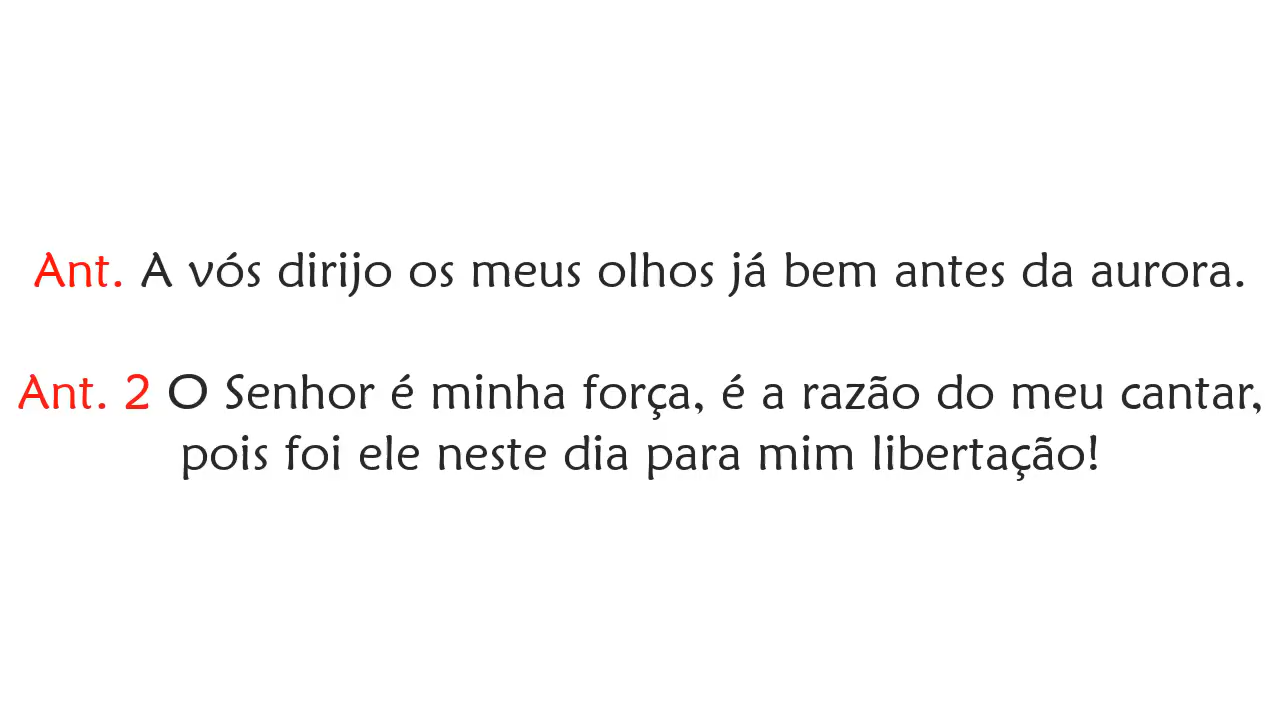 Ant. A vós dirijo os meus olhos já bem antes da aurora.
Ant. 2 O Senhor é minha força, é a razão do meu cantar,
pois foi ele neste dia para mim libertação!